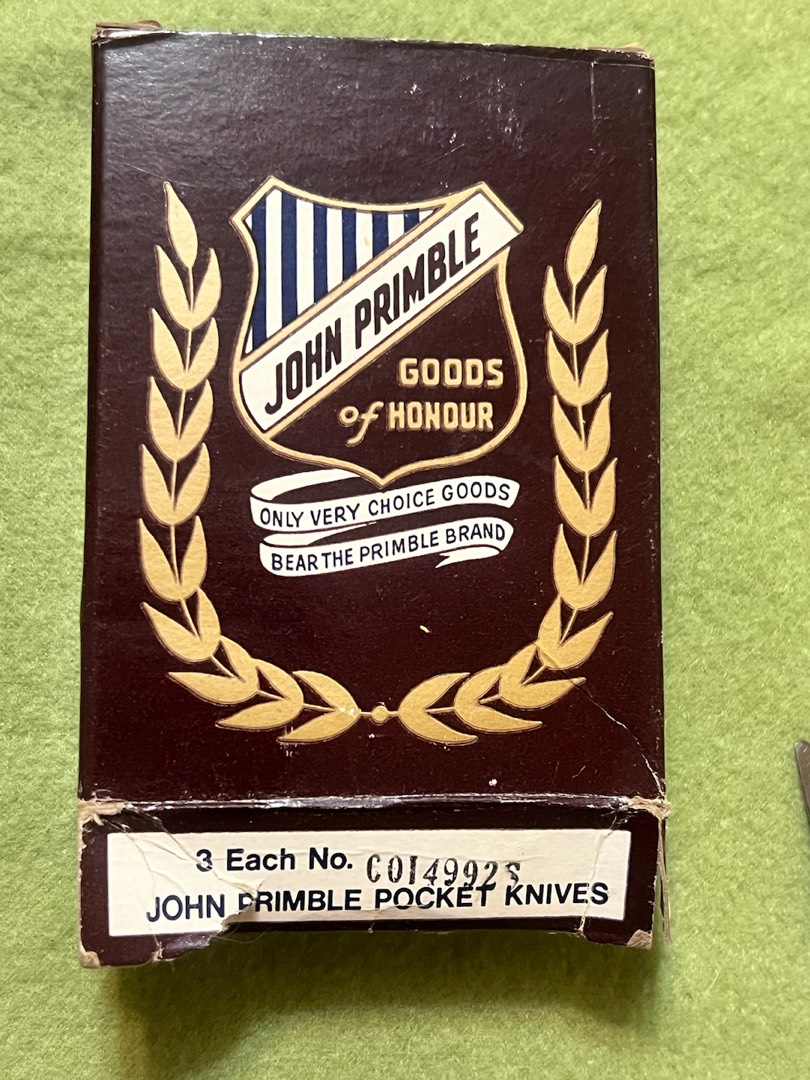 JOHN PRIMBLE
GOODS
of HONOUR
ONLY VERY CHOICE GOODS
BEAR THE PRIMBLE BRAND
3 Each No. C014992S
JOHN PRIMBLE POCKET KNIVES